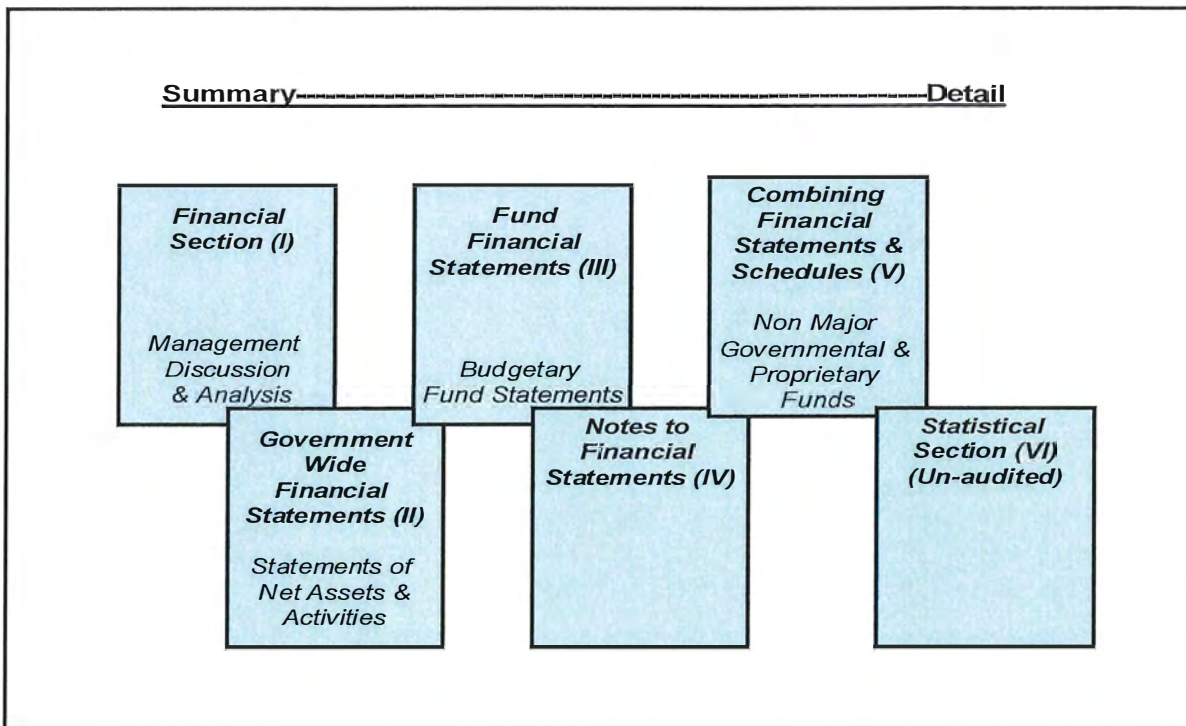 Summary----------------------------------------------------------------------Detail
Financial
Section (I)
Management
Discussion
& Analysis
Government
Wide
Financial
Statements (II)
Statements of
Net Assets &
Activities
Fund
Financial
Statements (III)
Budgetary
Fund Statements
Notes to
Financial
Statements (IV)
Combining
Financial
Statements &
Schedules (V)
Non Major
Governmental &
Proprietary
Funds
Statistical
Section (VI)
(Un-audited)